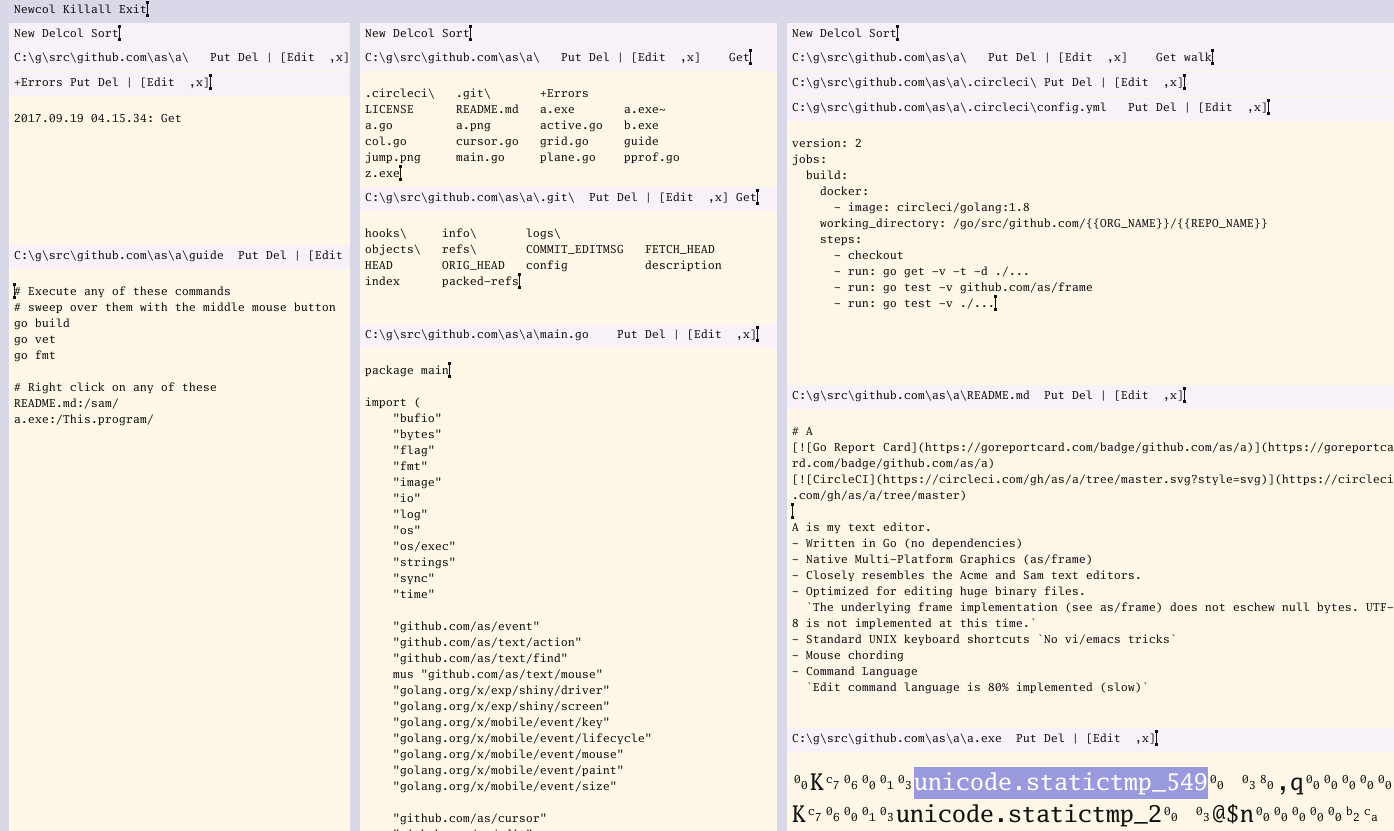 Newcol Killall Exit
New Delcol Sort
C:\g\src\github.com\as\a\   Put Del | [Edit  ,x]
+Errors Put Del | [Edit  ,x]
2017.09.19 04.15.34: Get
C:\g\src\github.com\as\a\guide  Put Del | [Edit
# Execute any of these commands
# sweep over them with the middle mouse button
go build
go vet
go fmt
# Right click on any of these
README.md:/sam/
a.exe:/This.program/
New Delcol Sort
C:\g\src\github.com\as\a\   Put Del | [Edit  ,x]    Get
.circleci\   .git\      +Errors
LICENSE      README.md   a.exe       a.exe~
a.go         a.png       active.go   b.exe
col.go       cursor.go   grid.go     guide
jump.png     main.go     plane.go    pprof.go
z.exe
C:\g\src\github.com\as\a\.git\  Put Del | [Edit  ,x] Get
hooks\     info\       logs\
objects\   refs\       COMMIT_EDITMSG   FETCH_HEAD
HEAD       ORIG_HEAD   config           description
index      packed-refs
C:\g\src\github.com\as\a\main.go    Put Del | [Edit  ,x]
package main
import (
    "bufio"
    "bytes"
    "flag"
    "fmt"
    "image"
    "io"
    "log"
    "os"
    "os/exec"
    "strings"
    "sync"
    "time"
    "github.com/as/event"
    "github.com/as/text/action"
    "github.com/as/text/find"
    mus "github.com/as/text/mouse"
    "golang.org/x/exp/shiny/driver"
    "golang.org/x/exp/shiny/screen"
    "golang.org/x/mobile/event/key"
    "golang.org/x/mobile/event/lifecycle"
    "golang.org/x/mobile/event/mouse"
    "golang.org/x/mobile/event/paint"
    "golang.org/x/mobile/event/size"
    "github.com/as/cursor"
New Delcol Sort
C:\g\src\github.com\as\a\   Put Del | [Edit  ,x]    Get walk
C:\g\src\github.com\as\a\.circleci\ Put Del | [Edit  ,x]
C:\g\src\github.com\as\a\.circleci\config.yml   Put Del | [Edit  ,x]
version: 2
jobs:
  build:
    docker:
      - image: circleci/golang:1.8
    working_directory: /go/src/github.com/{{ORG_NAME}}/{{REPO_NAME}}
    steps:
      - checkout
      - run: go get -v -t -d ./...
      - run: go test -v github.com/as/frame
      - run: go test -v ./...
C:\g\src\github.com\as\a\README.md  Put Del | [Edit  ,x]
# A
[![Go Report Card](https://goreportcard.com/badge/github.com/as/a)](https://goreportca
rd.com/badge/github.com/as/a)
[![CircleCI](https://circleci.com/gh/as/a/tree/master.svg?style=svg)](https://circleci
.com/gh/as/a/tree/master)
A is my text editor.
- Written in Go (no dependencies)
- Native Multi-Platform Graphics (as/frame)
- Closely resembles the Acme and Sam text editors.
- Optimized for editing huge binary files.
  `The underlying frame implementation (see as/frame) does not eschew null bytes. UTF-
8 is not implemented at this time.`
- Standard UNIX keyboard shortcuts `No vi/emacs tricks`
- Mouse chording
- Command Language
  `Edit command language is 80% implemented (slow)`
C:\g\src\github.com\as\a\a.exe  Put Del | [Edit  ,x]
00Kc706000103unicode.statictmp_54900 0380,q0000000000
Kc706000103unicode.statictmp_200 03@$n0000000000b2ca